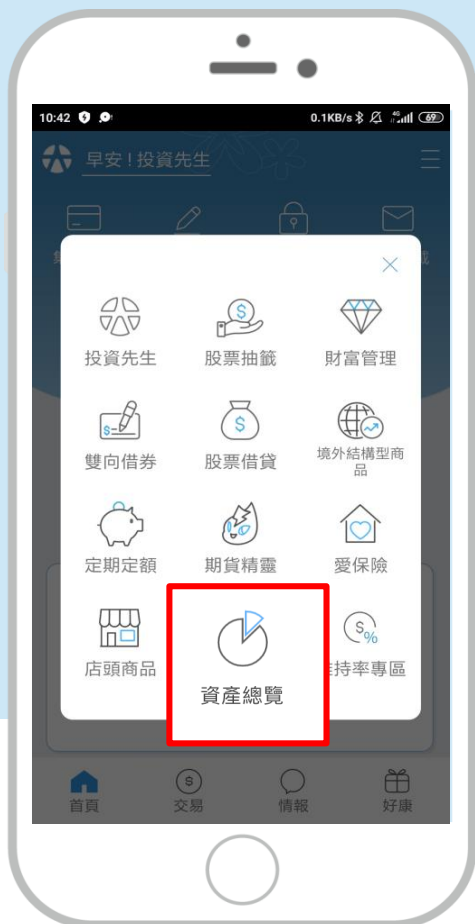 10:42
0.1KB/s 4G 69
早安！投資先生
投資先生 股票抽籤 財富管理
雙向借券 股票借貸 境外結構型商
品
定期定額 期貨精靈 愛保險
店頭商品 資產總覽 持率專區
首頁 交易 情報 好康